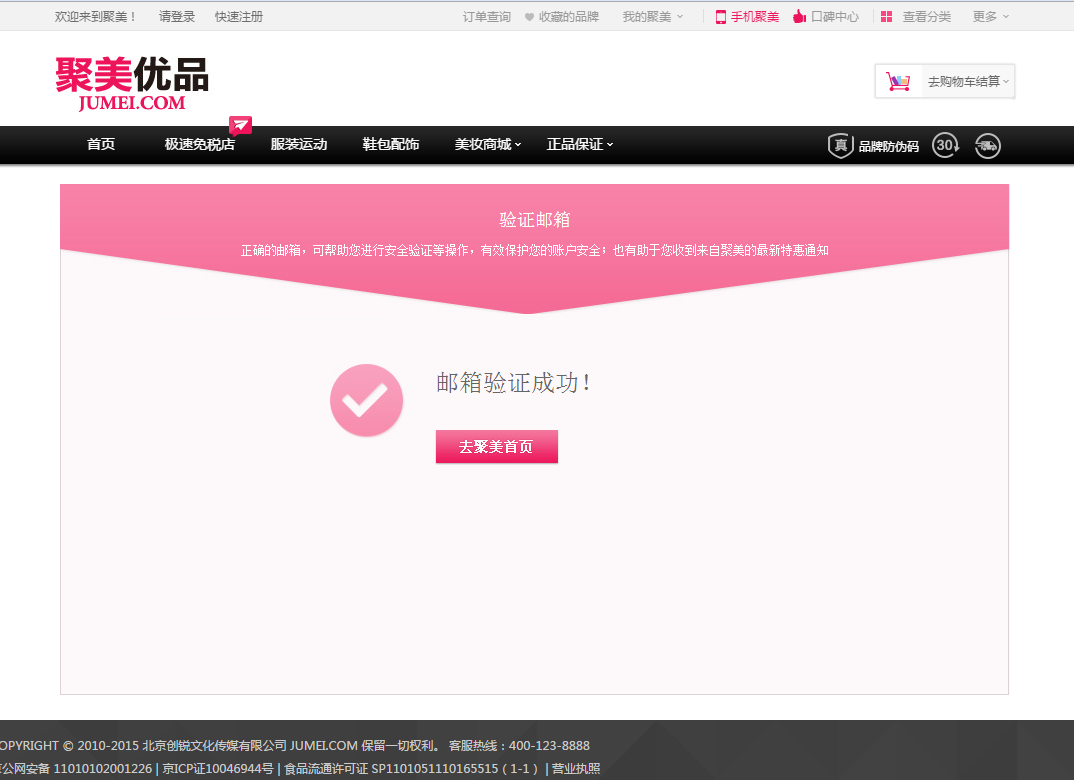 欢迎来到聚美！ 请登录 快速注册 订单查询 收藏的品牌 我的聚美 手机聚美 口碑中心 查看分类 更多
聚美优品
JUMEI.COM
去购物车结算
首页 极速免税店 服装运动 鞋包配饰 美妆商城 正品保证 真 品牌防伪码 30
验证邮箱
正确的邮箱，可帮助您进行安全验证等操作，有效保护您的账户安全；也有助于您收到来自聚美的最新特惠通知
邮箱验证成功！
去聚美首页
OPYRIGHT © 2010-2015 北京创锐文化传媒有限公司 JUMEI.COM 保留一切权利。 客服热线：400-123-8888
公网安备 11010102001226 | 京ICP证10046944号 | 食品流通许可证 SP1101051110165515（1-1） | 营业执照